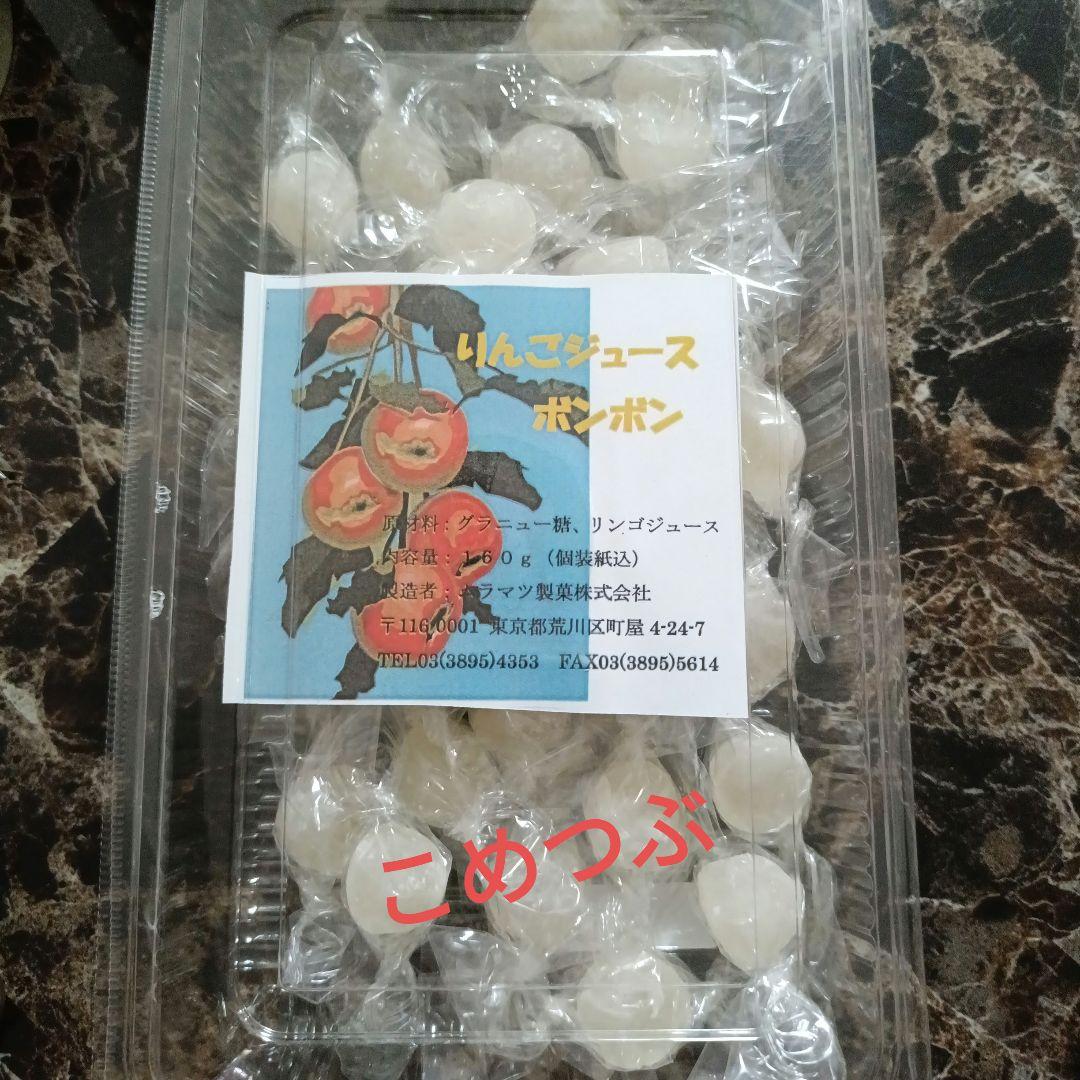 りんごジュース
ボンボン
原材料：グラニュー糖、リンゴジュース
内容量：１６０ｇ（個装紙込）
製造者：ムラマツ製菓株式会社
〒116-0001 東京都荒川区町屋 4-24-7
TEL03(3895)4353 FAX03(3895)5614
こめつぶ